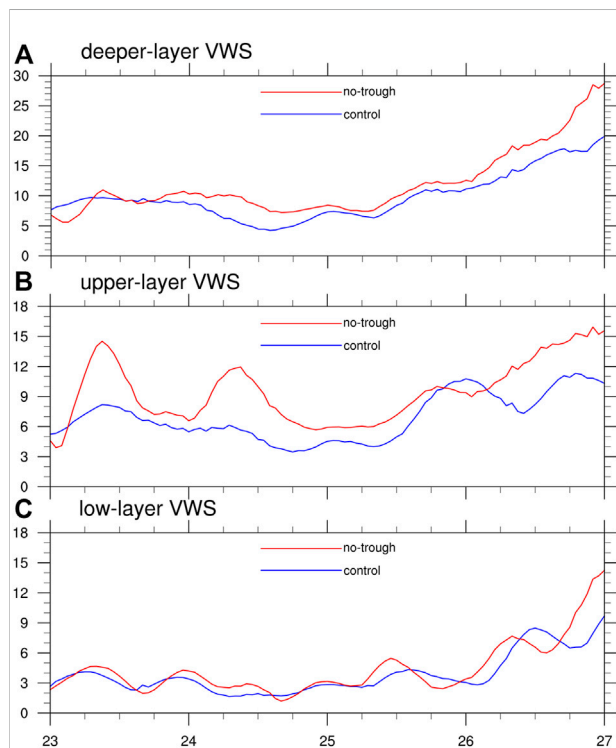 A deeper-layer VWS
30
25
20
15
10
5
0
no-trough
control
B upper-layer VWS
18
15
12
9
6
3
0
no-trough
control
C low-layer VWS
18
15
12
9
6
3
0
no-trough
control
23 24 25 26 27